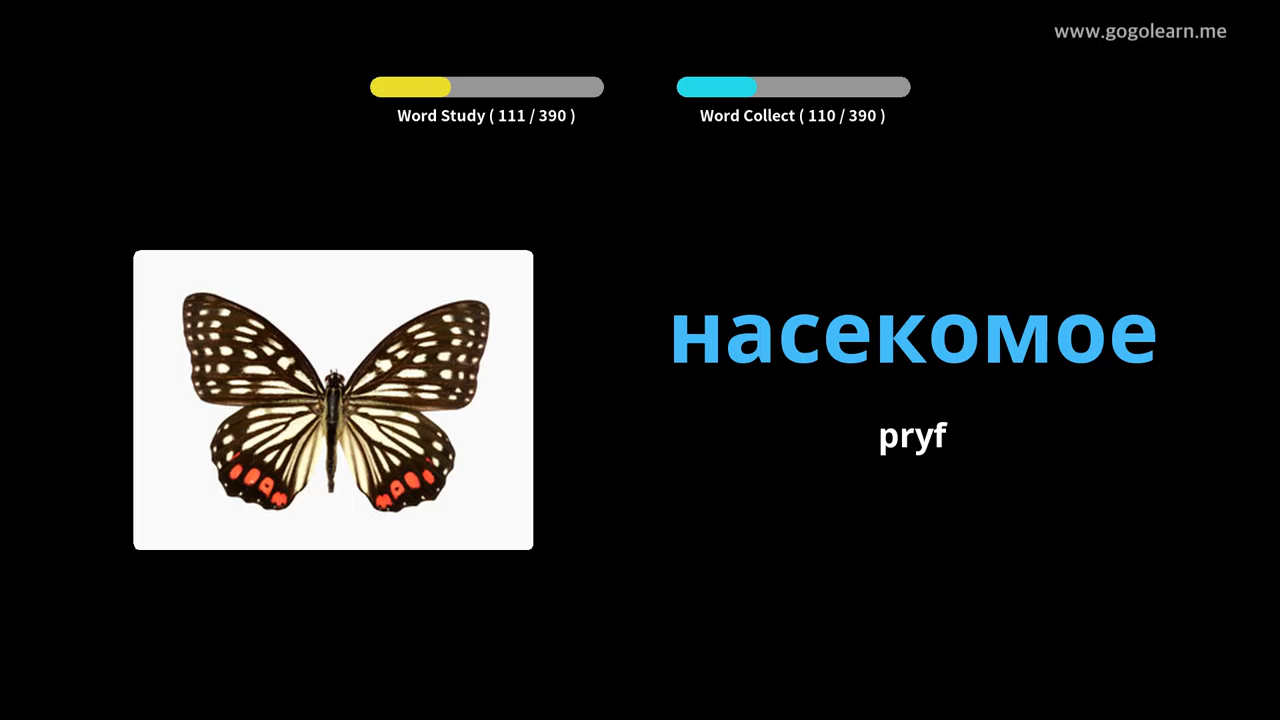 www.gogolearn.me
Word Study ( 111 / 390 )
Word Collect ( 110 / 390 )
насекомое
pryf